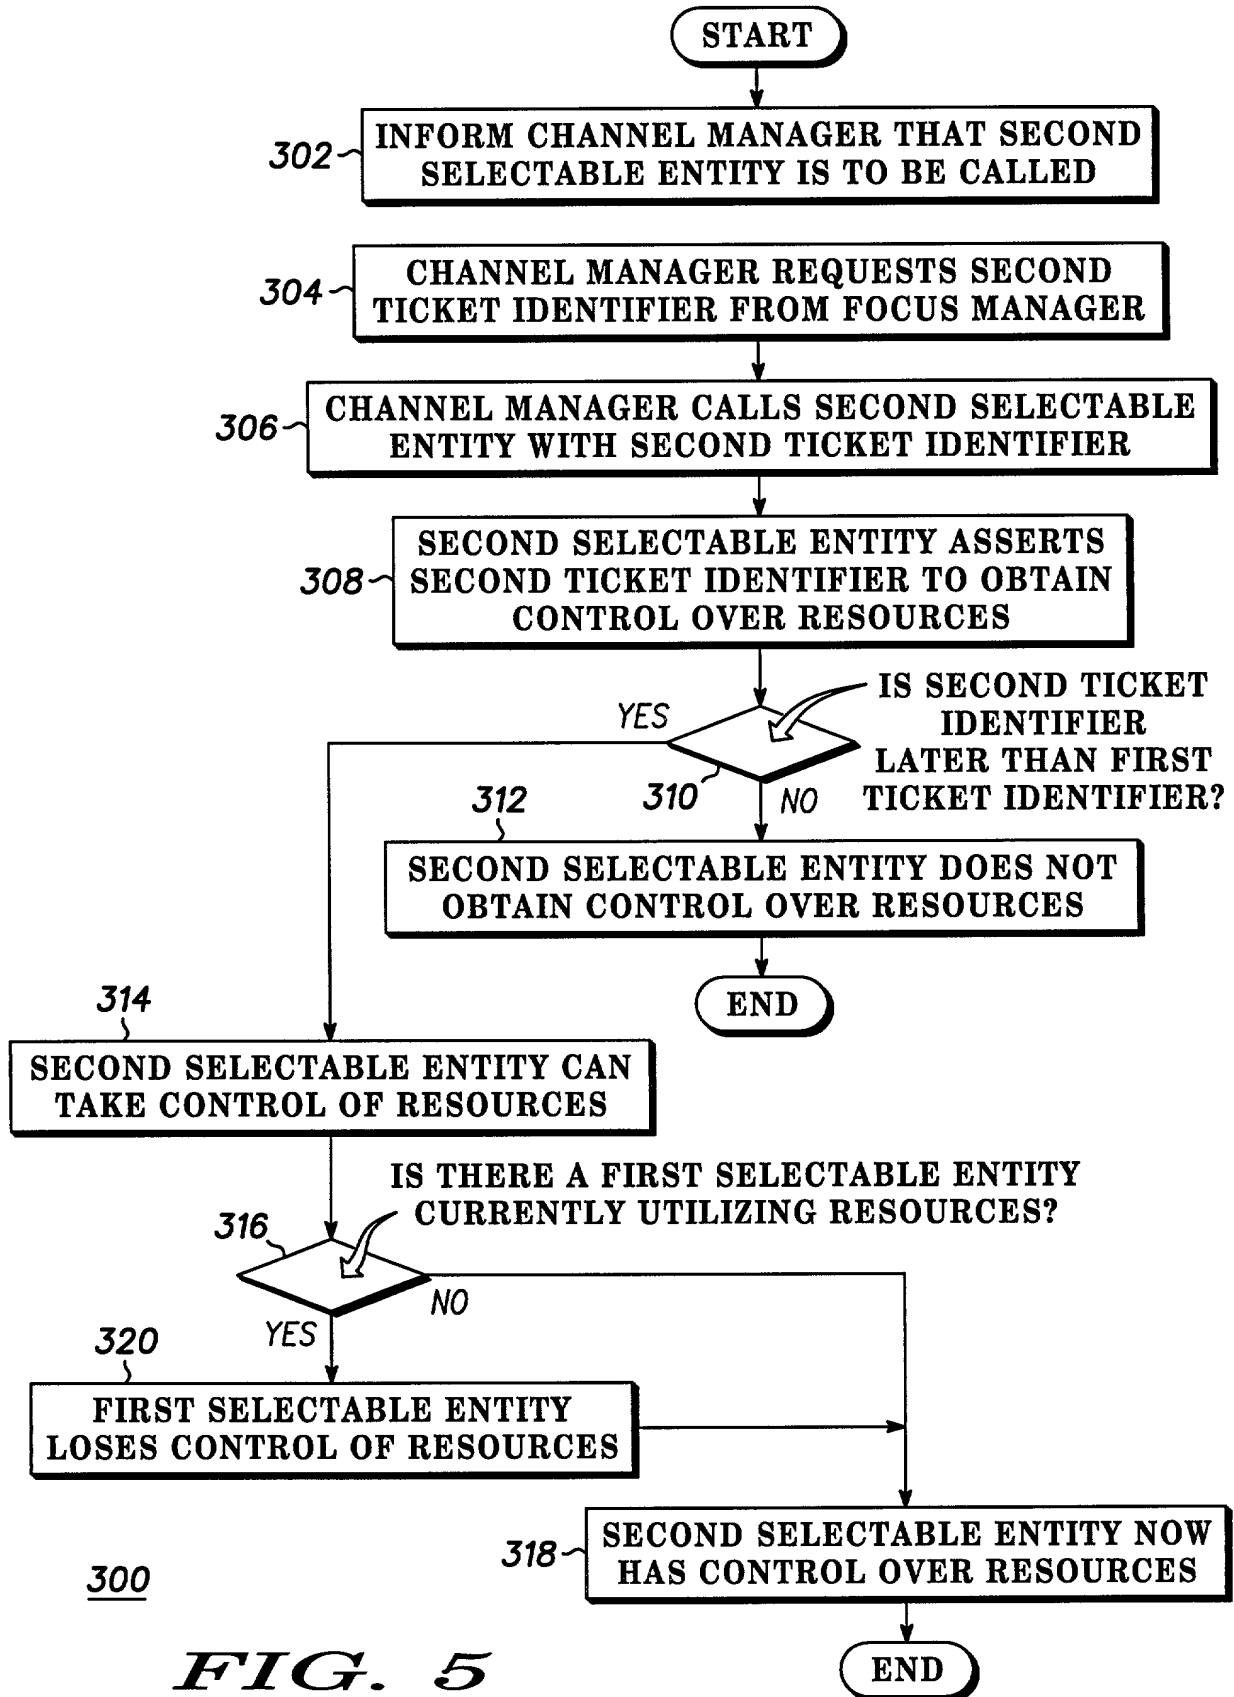 START
302
INFORM CHANNEL MANAGER THAT SECOND
SELECTABLE ENTITY IS TO BE CALLED
304
CHANNEL MANAGER REQUESTS SECOND
TICKET IDENTIFIER FROM FOCUS MANAGER
306
CHANNEL MANAGER CALLS SECOND SELECTABLE
ENTITY WITH SECOND TICKET IDENTIFIER
308
SECOND SELECTABLE ENTITY ASSERTS
SECOND TICKET IDENTIFIER TO OBTAIN
CONTROL OVER RESOURCES
YES
310
NO
IS SECOND TICKET
IDENTIFIER
LATER THAN FIRST
TICKET IDENTIFIER?
312
SECOND SELECTABLE ENTITY DOES NOT
OBTAIN CONTROL OVER RESOURCES
END
314
SECOND SELECTABLE ENTITY CAN
TAKE CONTROL OF RESOURCES
IS THERE A FIRST SELECTABLE ENTITY
CURRENTLY UTILIZING RESOURCES?
316
NO
YES
320
FIRST SELECTABLE ENTITY
LOSES CONTROL OF RESOURCES
318
SECOND SELECTABLE ENTITY NOW
HAS CONTROL OVER RESOURCES
END
300
FIG. 5